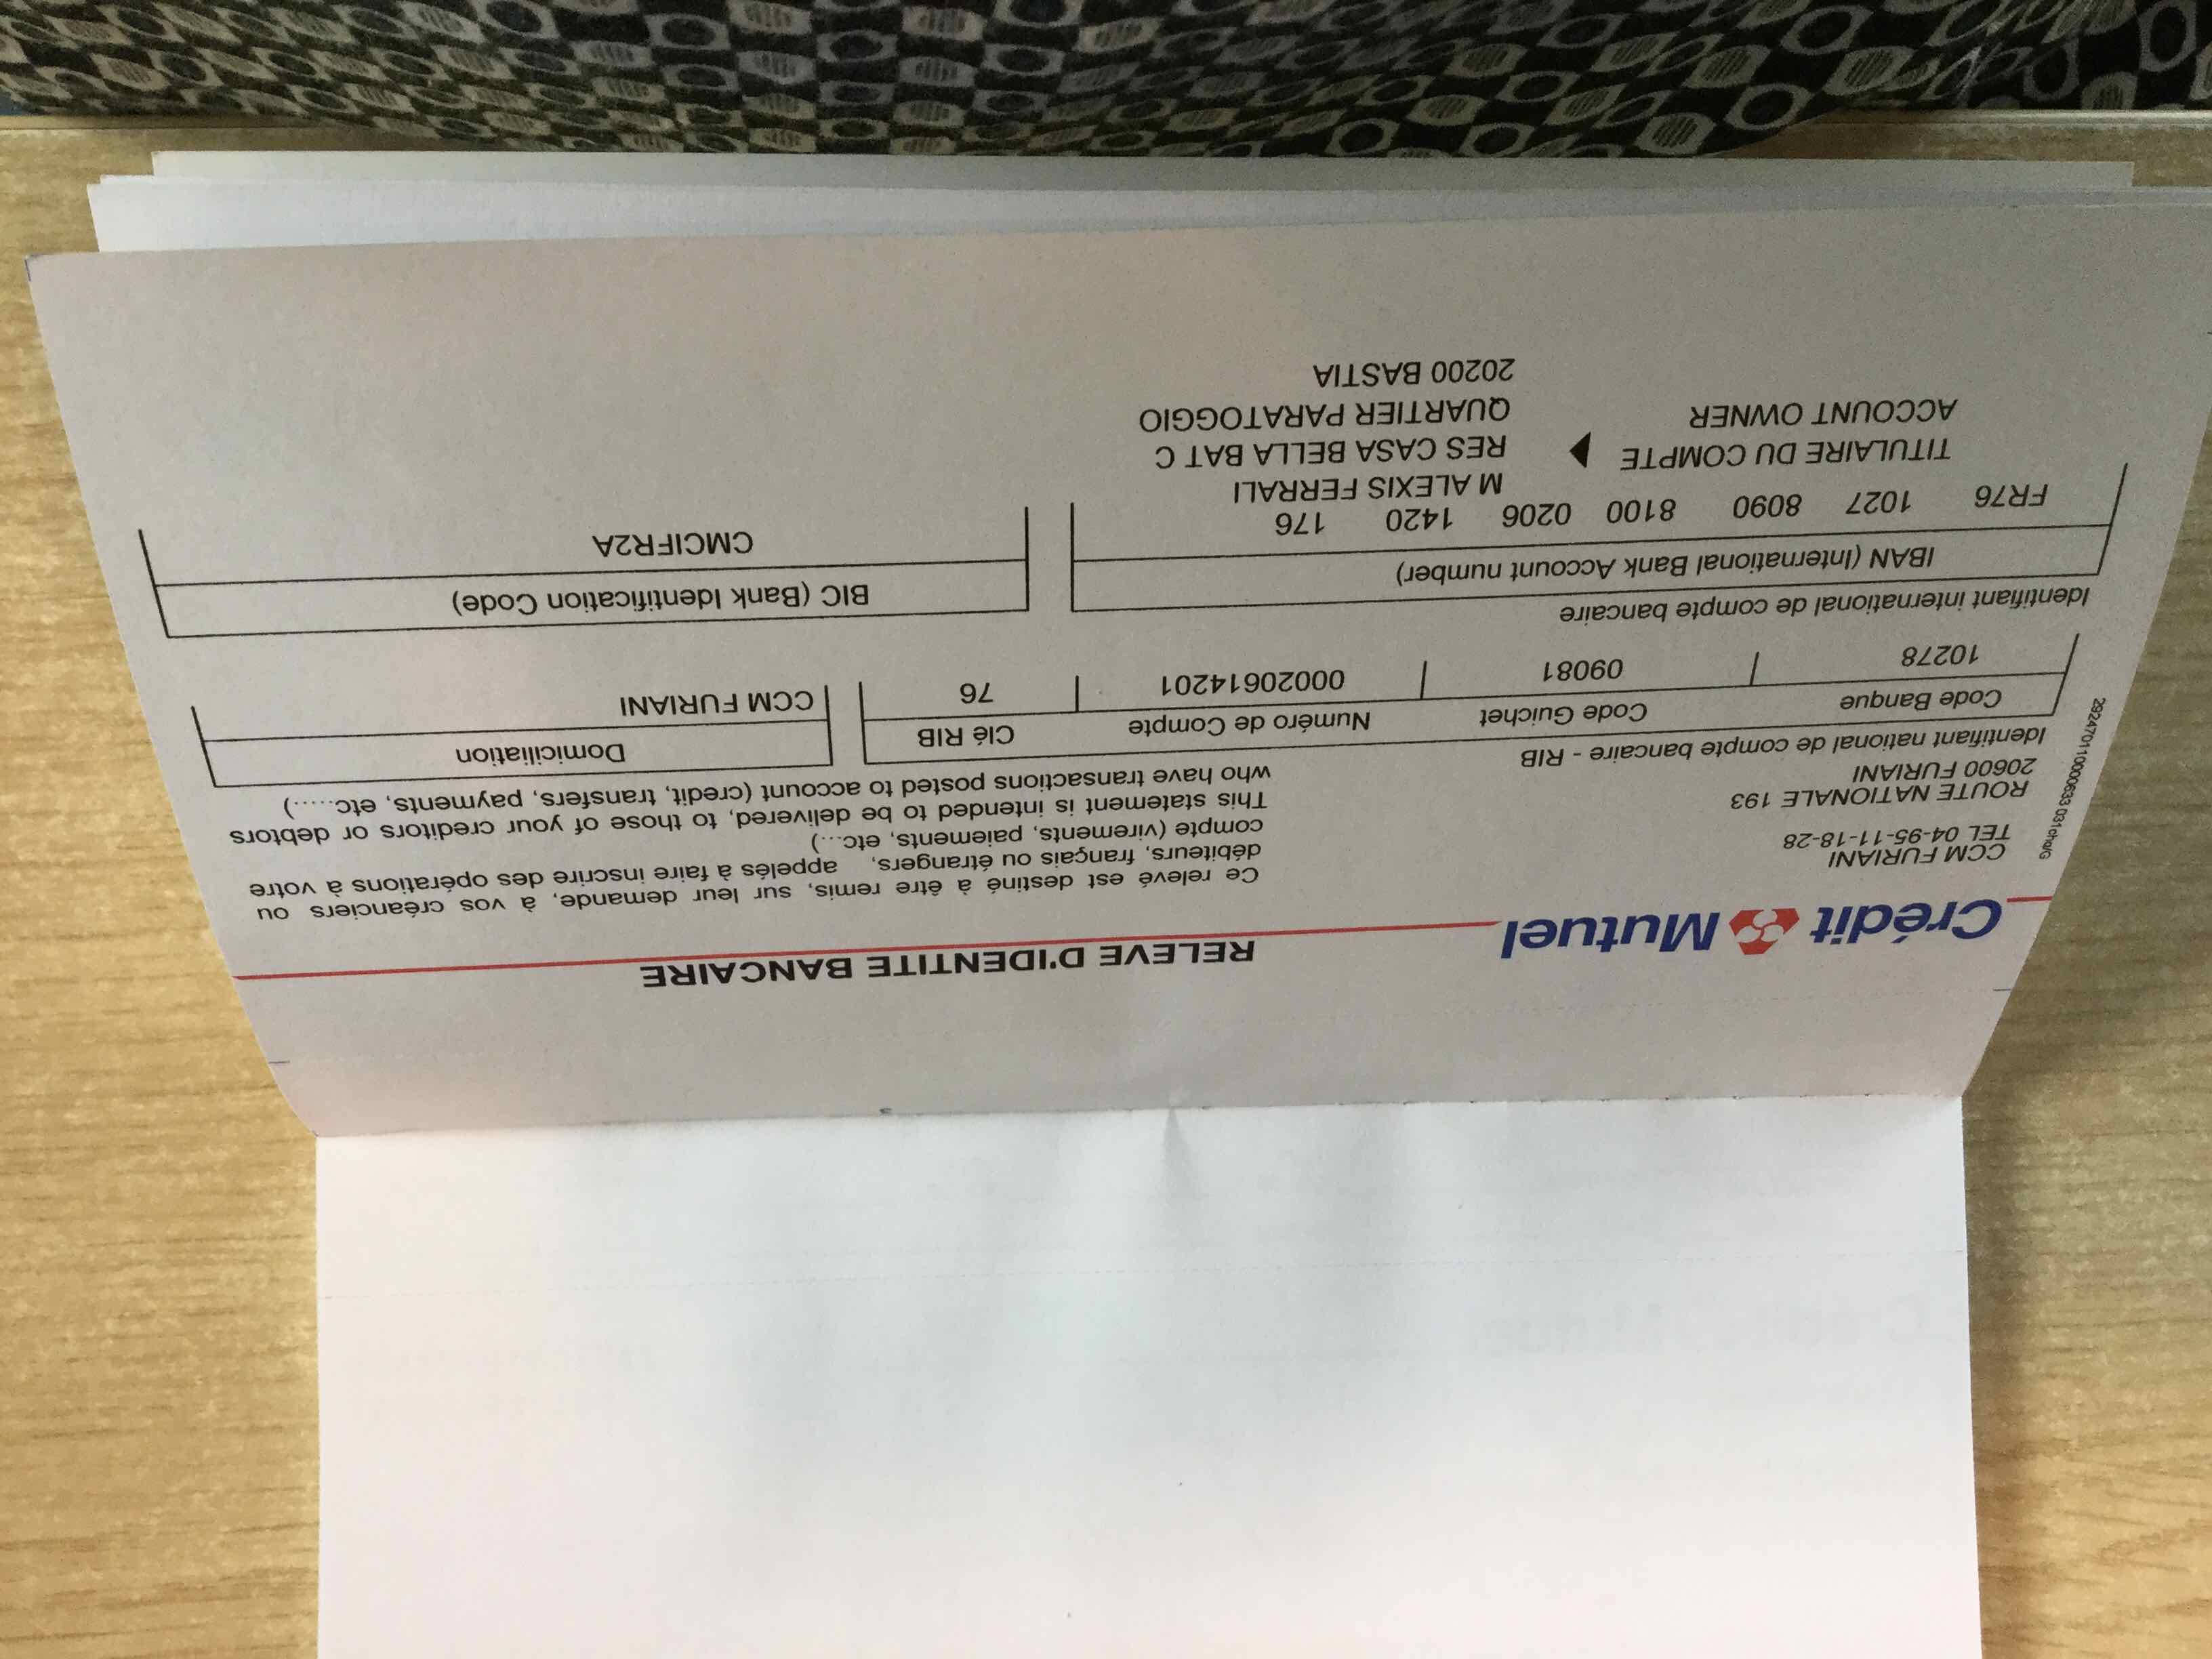 Crédit Mutuel
RELEVE D'IDENTITE BANCAIRE
CCM FURIANI
TEL 04-95-11-18-28
ROUTE NATIONALE 193
20600 FURIANI
Ce relevé est destiné à être remis, sur leur demande, à vos créanciers ou
débiteurs, français ou étrangers, appelés à faire inscrire des opérations à votre
compte (virements, paiements, etc...)
This statement is intended to be delivered, to those of your creditors or debtors
who have transactions posted to account (credit, transfers, payments, etc.....)
2924701100000633 031chq/G
Identifiant national de compte bancaire - RIB
Code Banque Code Guichet Numéro de Compte Clé RIB Domiciliation
10278 09081 00020614201 76 CCM FURIANI
Identifiant international de compte bancaire
IBAN (International Bank Account number) BIC (Bank Identification Code)
FR76 1027 8090 8100 0206 1420 176 CMCIFR2A
TITULAIRE DU COMPTE
ACCOUNT OWNER
M ALEXIS FERRALI
RES CASA BELLA BAT C
QUARTIER PARATOGGIO
20200 BASTIA